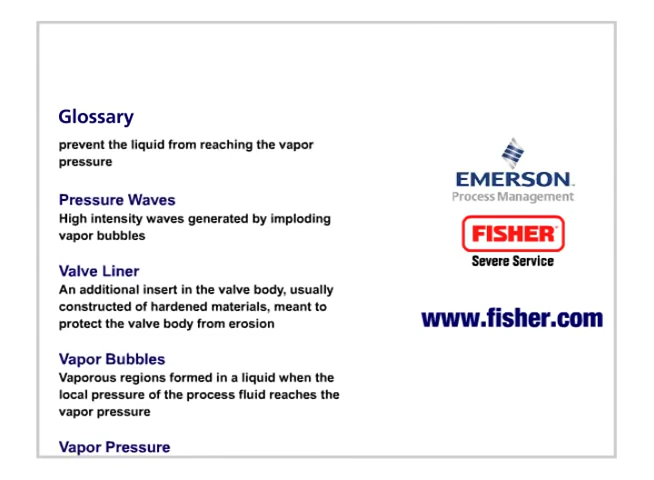 Glossary
prevent the liquid from reaching the vapor
pressure
Pressure Waves
High intensity waves generated by imploding
vapor bubbles
Valve Liner
An additional insert in the valve body, usually
constructed of hardened materials, meant to
protect the valve body from erosion
Vapor Bubbles
Vaporous regions formed in a liquid when the
local pressure of the process fluid reaches the
vapor pressure
Vapor Pressure
EMERSON
Process Management
FISHER
Severe Service
www.fisher.com